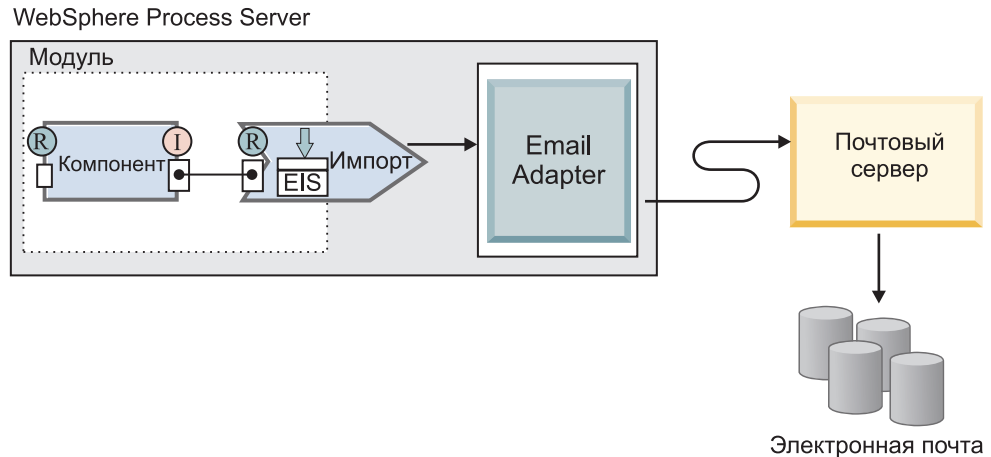 WebSphere Process Server
Модуль
R
I
Компонент
R
EIS
Импорт
Email
Adapter
Почтовый
сервер
Электронная почта